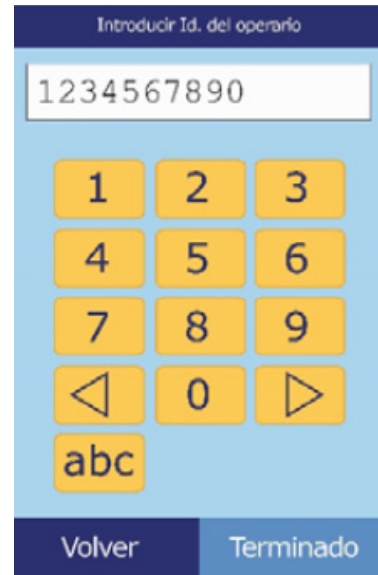 Introducir Id. del operario
1234567890
1 2 3
4 5 6
7 8 9
0
abc
Volver Terminado